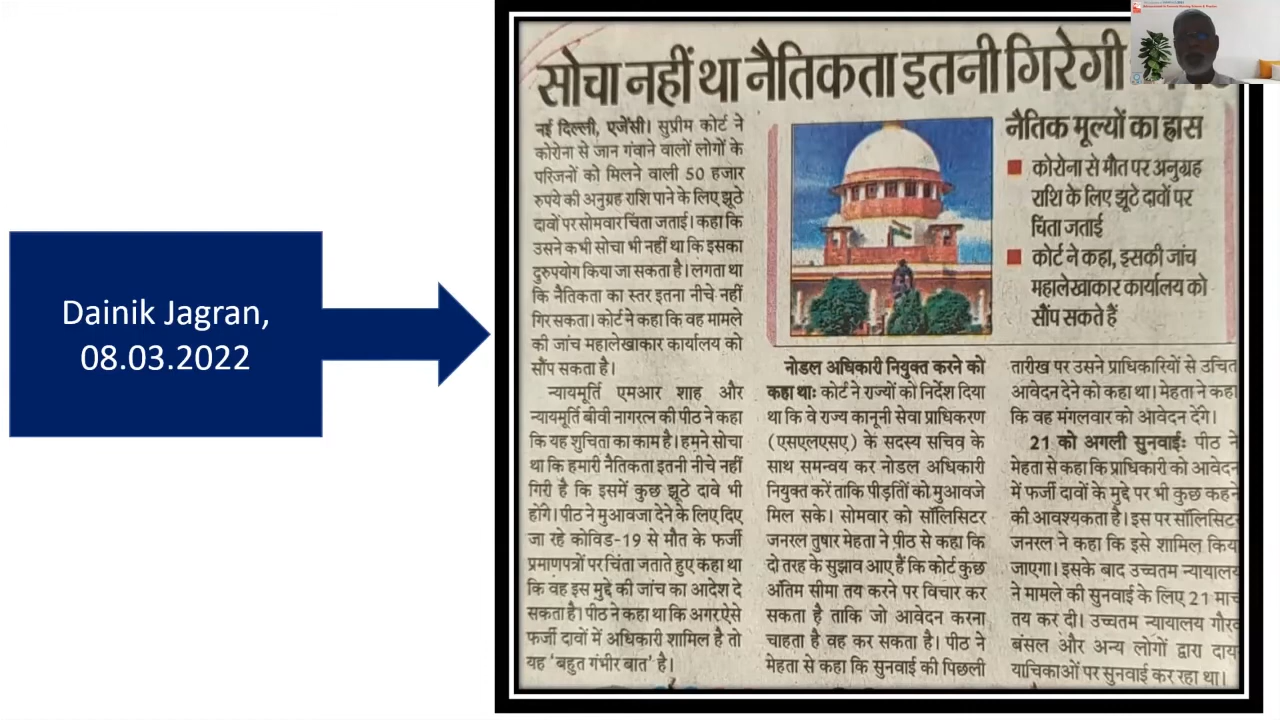 Dainik Jagran,
08.03.2022
सोचा नहीं था नैतिकता इतनी गिरेगी
नई दिल्ली, एजेंसी। सुप्रीम कोर्ट ने
कोरोना से जान गंवाने वालों लोगों के
परिजनों को मिलने वाली 50 हजार
रुपये की अनुग्रह राशि पाने के लिए झूठे
दावों पर सोमवार चिंता जताई। कहा कि
उसने कभी सोचा भी नहीं था कि इसका
दुरुपयोग किया जा सकता है। लगता था
कि नैतिकता का स्तर इतना नीचे नहीं
गिर सकता। कोर्ट ने कहा कि वह मामले
की जांच महालेखाकार कार्यालय को
सौंप सकता है।
न्यायमूर्ति एमआर शाह और
न्यायमूर्ति बीवी नागरत्न की पीठ ने कहा
कि यह शुचिता का काम है। हमने सोचा
था कि हमारी नैतिकता इतनी नीचे नहीं
गिरी है कि इसमें कुछ झूठे दावे भी
होंगे। पीठ ने मुआवजा देने के लिए दिए
जा रहे कोविड-19 से मौत के फर्जी
प्रमाणपत्रों पर चिंता जताते हुए कहा था
कि वह इस मुद्दे की जांच का आदेश दे
सकता है। पीठ ने कहा था कि अगर ऐसे
फर्जी दावों में अधिकारी शामिल है तो
यह 'बहुत गंभीर बात' है।
नैतिक मूल्यों का ह्रास
कोरोना से मौत पर अनुग्रह
राशि के लिए झूटे दावों पर
चिंता जताई
कोर्ट ने कहा, इसकी जांच
महालेखाकार कार्यालय को
सौंप सकते हैं
नोडल अधिकारी नियुक्त करने को
कहा थाः कोर्ट ने राज्यों को निर्देश दिया
था कि वे राज्य कानूनी सेवा प्राधिकरण
(एसएलएसए) के सदस्य सचिव के
साथ समन्वय कर नोडल अधिकारी
नियुक्त करें ताकि पीड़ितों को मुआवजे
मिल सके। सोमवार को सॉलिसिटर
जनरल तुषार मेहता ने पीठ से कहा कि
दो तरह के सुझाव आए हैं कि कोर्ट कुछ
अंतिम सीमा तय करने पर विचार कर
सकता है ताकि जो आवेदन करना
चाहता है वह कर सकता है। पीठ ने
मेहता से कहा कि सुनवाई की पिछली
तारीख पर उसने प्राधिकारियों से उचित
आवेदन देने को कहा था। मेहता ने कहा
कि वह मंगलवार को आवेदन देंगे।
21 को अगली सुनवाईः पीठ ने
मेहता से कहा कि प्राधिकारी को आवेदन
में फर्जी दावों के मुद्दे पर भी कुछ कहने
की आवश्यकता है। इस पर सॉलिसिटर
जनरल ने कहा कि इसे शामिल किया
जाएगा। इसके बाद उच्चतम न्यायालय
ने मामले की सुनवाई के लिए 21 मार्च
तय कर दी। उच्चतम न्यायालय गौरव
बंसल और अन्य लोगों द्वारा दायर
याचिकाओं पर सुनवाई कर रहा था।